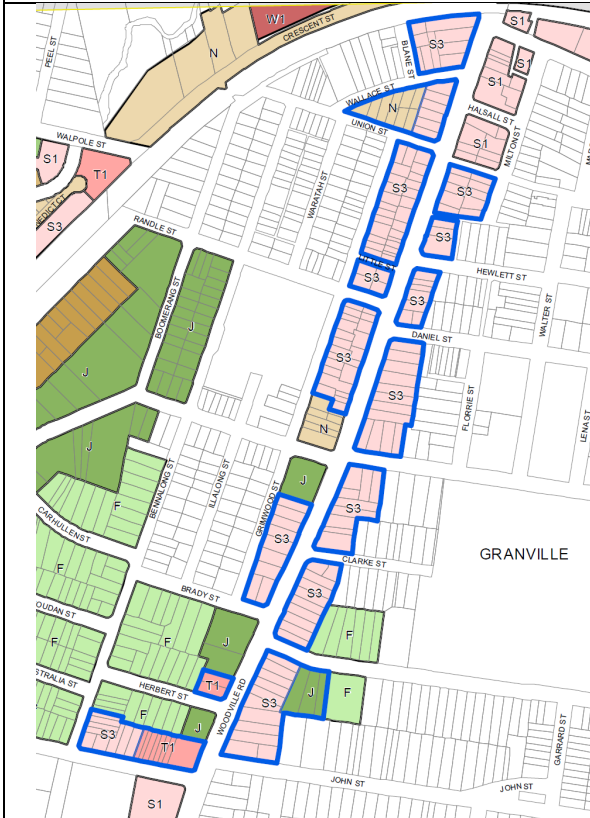 W1
CRESCENT ST
PEEL ST
N
BLANE ST
S3
S1
S1
S1
WALLACE ST
N
UNION ST
HALSALL ST
S1
MILTON ST
WALPOLE ST
S1
T1
S3
WARATAH ST
S3
S3
RANDLE ST
S3
S3
HEWLETT ST
BOOMERANG ST
J
J
S3
WALTER ST
DANIEL ST
S3
S3
FLORRIE ST
LENA ST
N
J
BENNALONG ST
ILLALONG ST
GRIMWOOD ST
J
F
S3
S3
CARHULLEN ST
CLARKE ST
GRANVILLE
F
BRADY ST
S3
F
OUDAN ST
F
F
J
STRALIA ST
HERBERT ST
T1
WOODVILLE RD
S3
J
F
F
J
S3
T1
GARRARD ST
JOHN ST
JOHN ST
S1